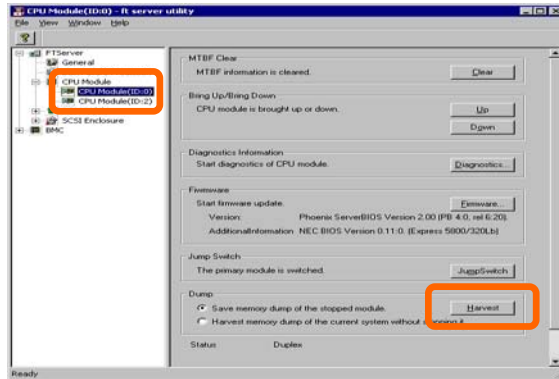 CPU Module(ID:0) - ft server utility
File View Window Help
FTServer
General
CPU Module
CPU Module(ID:0)
CPU Module(ID:2)
SCSI Enclosure
BMC
MTBF Clear
MTBF information is cleared.
Clear
Bring Up/Bring Down
CPU module is brought up or down.
Up
Down
Diagnostics Information
Start diagnostics of CPU module.
Diagnostics...
Firmware
Start firmware update.
Firmware...
Version: Phoenix ServerBIOS Version 2.00 (PB 4.0, rel 6.20)
AdditionalInformation NEC BIOS Version 0.11:0. (Express 5800/320Lb)
Jump Switch
The primary module is switched.
JumpSwitch
Dump
Save memory dump of the stopped module.
Harvest
Harvest memory dump of the current system without stopping it.
Status Duplex
Ready